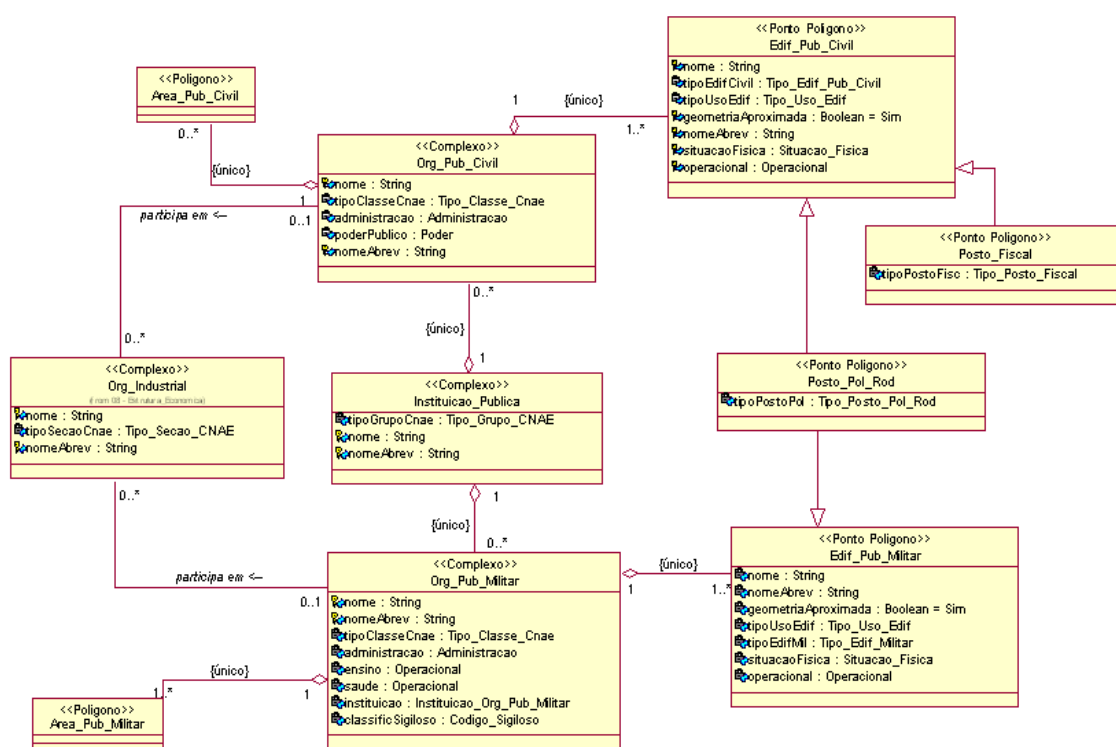 <<Poligono>>
Area_Pub_Civil
0..*
{único}
<<Complexo>>
Org_Pub_Civil
nome : String
tipoClasseCnae : Tipo_Classe_Cnae
administracao : Administracao
poderPublico : Poder
nomeAbrev : String
1
participa em <--
0..1
0..*
1
{único}
1..*
<<Ponto Poligono>>
Edif_Pub_Civil
nome : String
tipoEdifCivil : Tipo_Edif_Pub_Civil
tipoUsoEdif : Tipo_Uso_Edif
geometriaAproximada : Boolean = Sim
nomeAbrev : String
situacaoFisica : Situacao_Fisica
operacional : Operacional
<<Ponto Poligono>>
Posto_Fiscal
tipoPostoFisc : Tipo_Posto_Fiscal
0..*
{único}
1
<<Complexo>>
Org_Industrial
(from 08 - Estrutura_Economica)
nome : String
tipoSecaoCnae : Tipo_Secao_CNAE
nomeAbrev : String
<<Complexo>>
Instituicao_Publica
tipoGrupoCnae : Tipo_Grupo_CNAE
nome : String
nomeAbrev : String
<<Ponto Poligono>>
Posto_Pol_Rod
tipoPostoPol : Tipo_Posto_Pol_Rod
0..*
1
{único}
0..*
participa em <--
0..1
<<Complexo>>
Org_Pub_Militar
nome : String
nomeAbrev : String
tipoClasseCnae : Tipo_Classe_Cnae
administracao : Administracao
ensino : Operacional
saude : Operacional
instituicao : Instituicao_Org_Pub_Militar
classificSigiloso : Codigo_Sigiloso
1
{único}
1..*
<<Ponto Poligono>>
Edif_Pub_Militar
nome : String
nomeAbrev : String
geometriaAproximada : Boolean = Sim
tipoUsoEdif : Tipo_Uso_Edif
tipoEdifMil : Tipo_Edif_Militar
situacaoFisica : Situacao_Fisica
operacional : Operacional
{único}
1..*
1
<<Poligono>>
Area_Pub_Militar